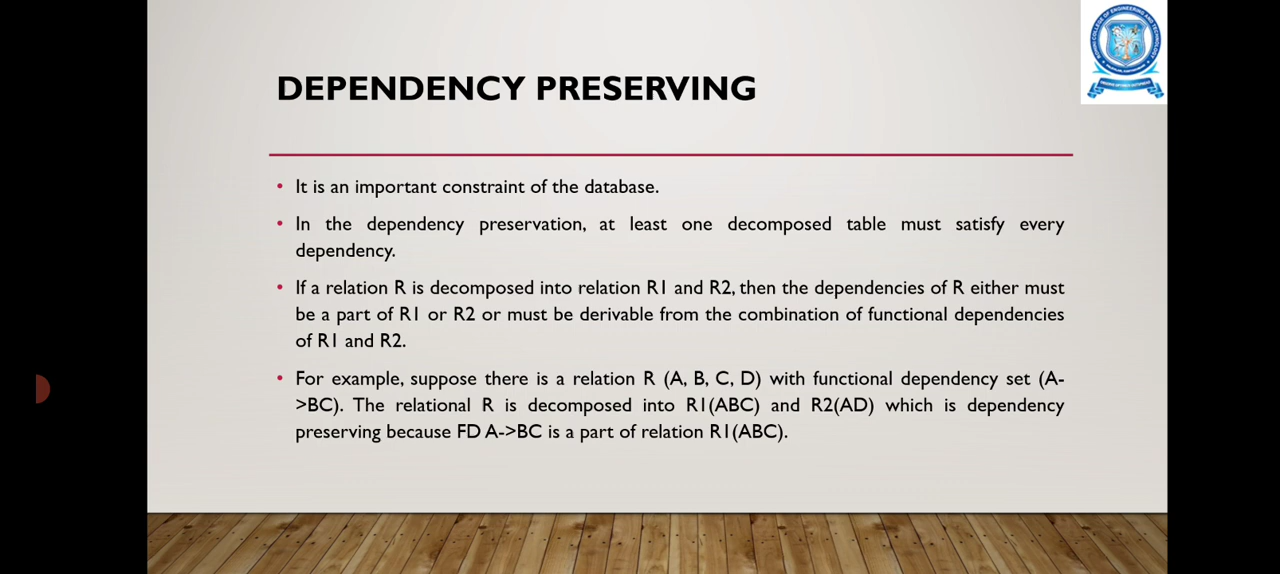 DEPENDENCY PRESERVING
• It is an important constraint of the database.
• In the dependency preservation, at least one decomposed table must satisfy every
dependency.
• If a relation R is decomposed into relation R1 and R2, then the dependencies of R either must
be a part of R1 or R2 or must be derivable from the combination of functional dependencies
of R1 and R2.
• For example, suppose there is a relation R (A, B, C, D) with functional dependency set (A-
>BC). The relational R is decomposed into R1(ABC) and R2(AD) which is dependency
preserving because FD A->BC is a part of relation R1(ABC).